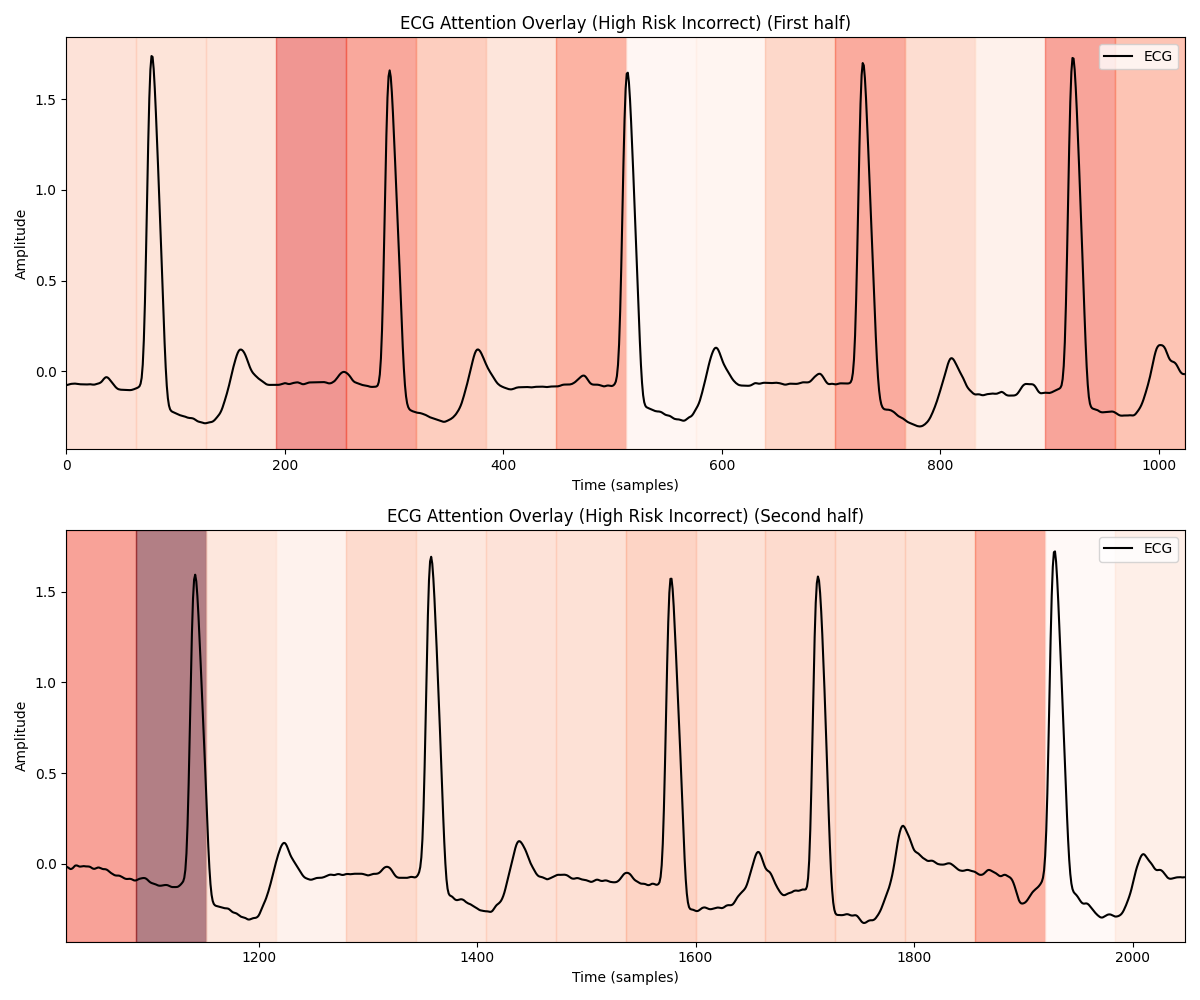 ECG Attention Overlay (High Risk Incorrect) (First half)
ECG
Amplitude
1.5
1.0
0.5
0.0
0
200
400
600
800
1000
Time (samples)
ECG Attention Overlay (High Risk Incorrect) (Second half)
ECG
Amplitude
1.5
1.0
0.5
0.0
1200
1400
1600
1800
2000
Time (samples)